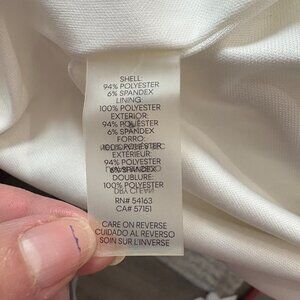 SHELL:
94% POLYESTER
6% SPANDEX
LINING:
100% POLYESTER
EXTERIOR:
94% POLYESTER
6% SPANDEX
FORRO:
100% POLYESTER
EXTÉRIEUR:
94% POLYESTER
6% SPANDEX
DOUBLURE:
100% POLYESTER
RN# 54163
CA# 57151
CARE ON REVERSE
CUIDADO AL REVERSO
SOIN SUR L'INVERSE